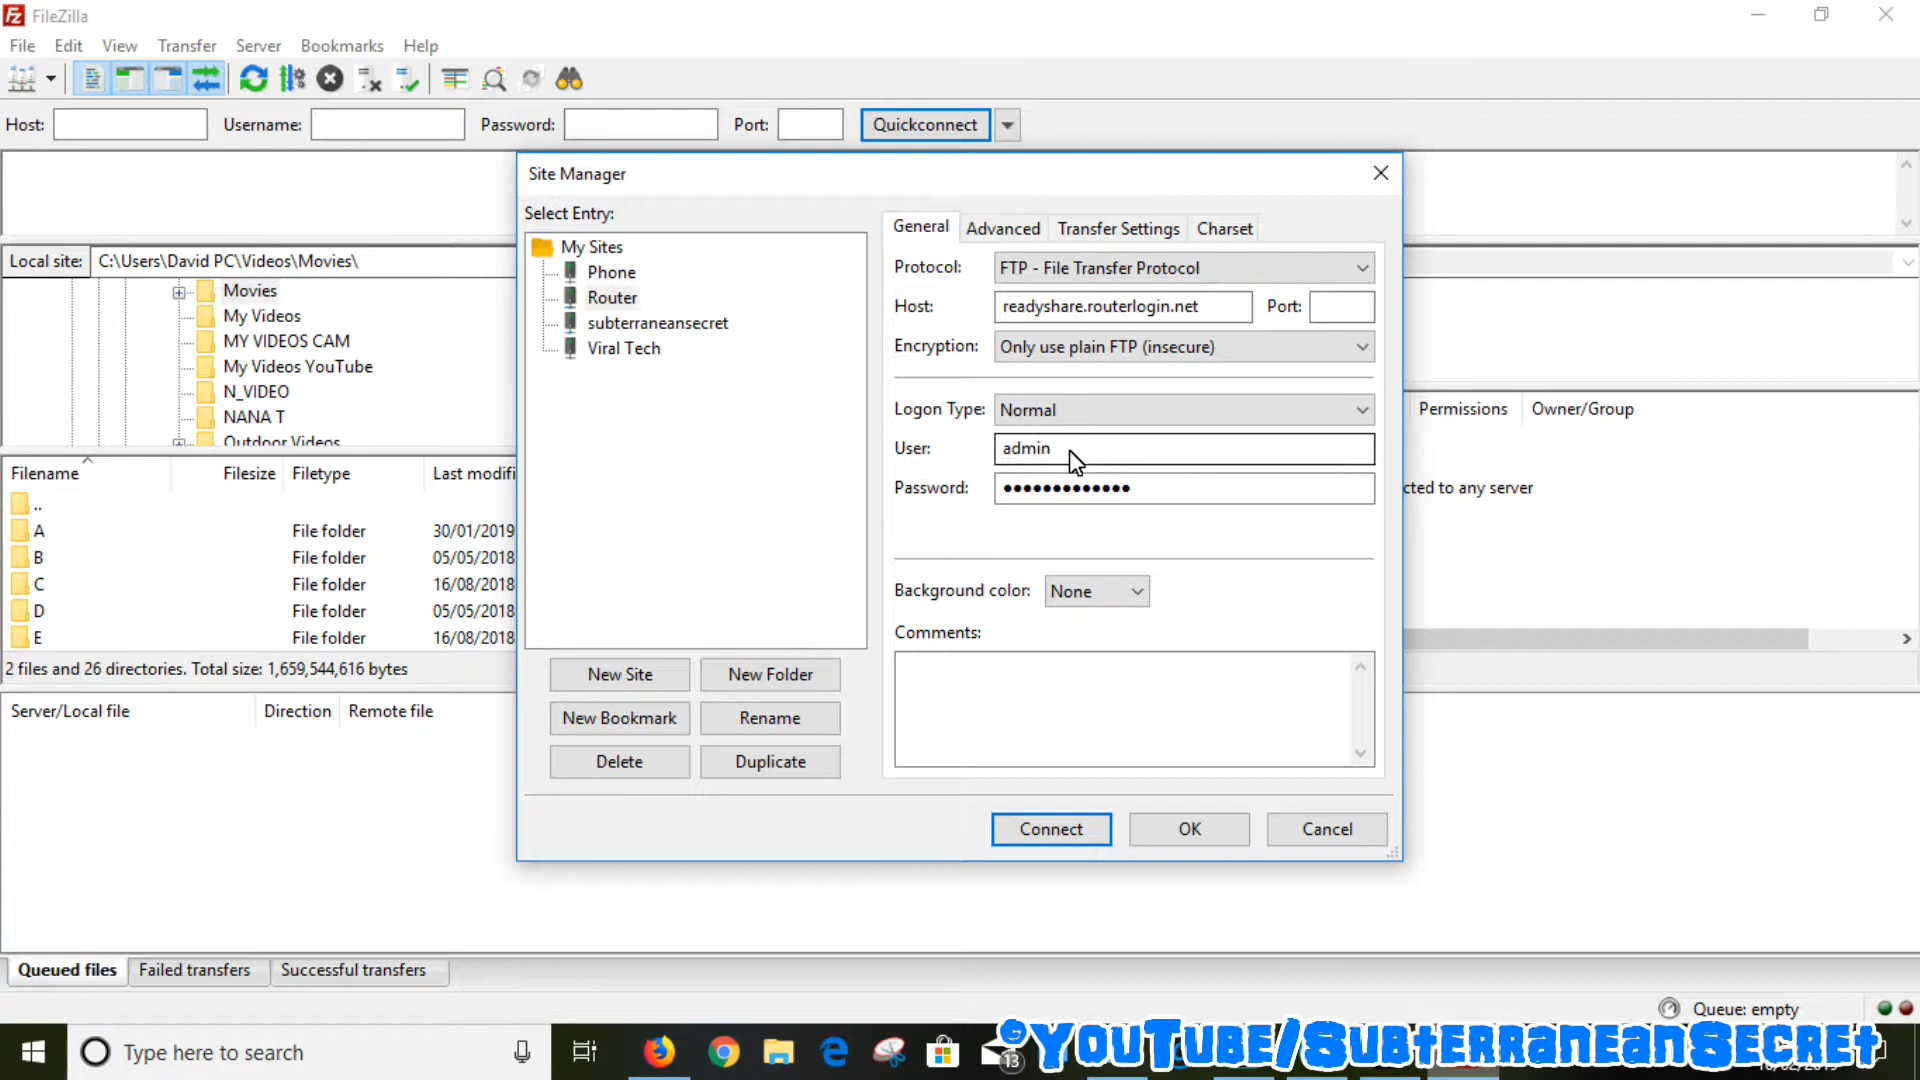 FileZilla
File Edit View Transfer Server Bookmarks Help
Host: Username: Password: Port: Quickconnect
Site Manager
Select Entry:
My Sites
Phone
Router
subterraneansecret
Viral Tech
New Site New Folder
New Bookmark Rename
Delete Duplicate
General Advanced Transfer Settings Charset
Protocol: FTP - File Transfer Protocol
Host: readyshare.routerlogin.net Port:
Encryption: Only use plain FTP (insecure)
Logon Type: Normal
User: admin
Password: •••••••••••••
Background color: None
Comments:
Connect OK Cancel
Local site: C:\Users\David PC\Videos\Movies\
Movies
My Videos
MY VIDEOS CAM
My Videos YouTube
N_VIDEO
NANA T
Outdoor Videos
Filename Filesize Filetype Last modifi
..
A File folder 30/01/2019
B File folder 05/05/2018
C File folder 16/08/2018
D File folder 05/05/2018
E File folder 16/08/2018
2 files and 26 directories. Total size: 1,659,544,616 bytes
Permissions Owner/Group
cted to any server
Server/Local file Direction Remote file
Queued files Failed transfers Successful transfers
Queue: empty
Type here to search
13
©YouTube/SubterraneanSecret